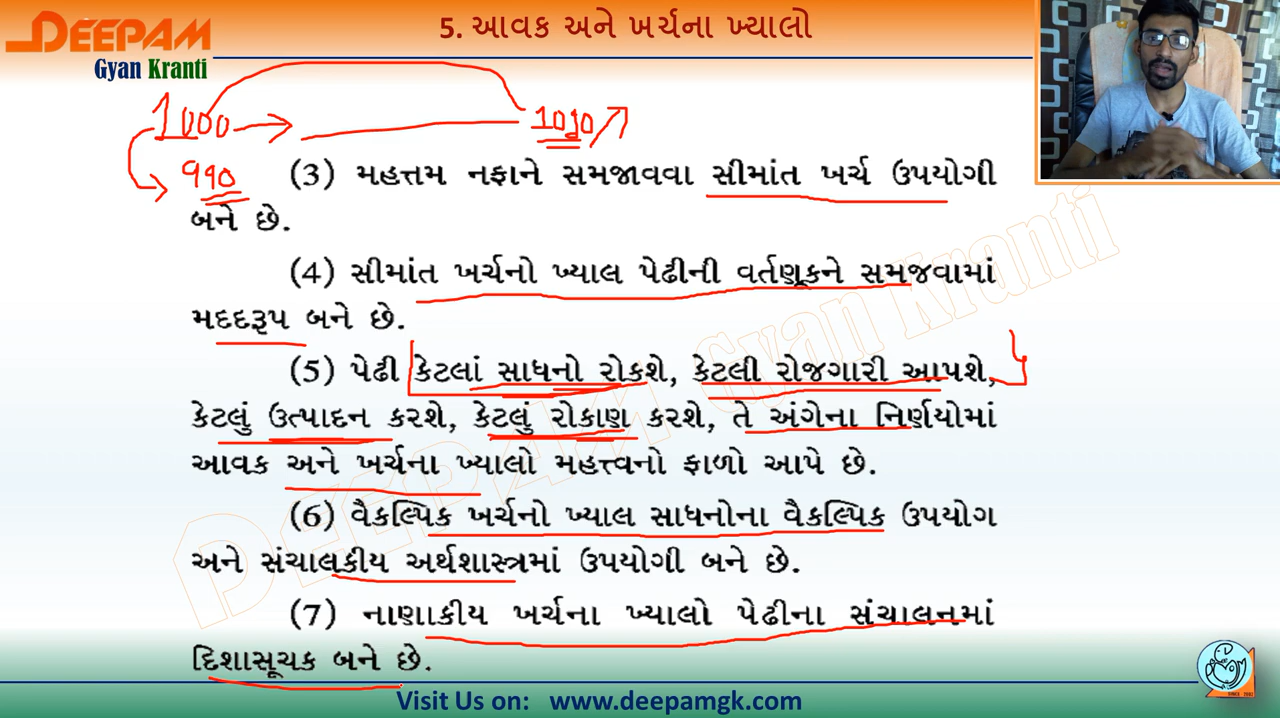 DEEPAM
Gyan Kranti
5. આવક અને ખર્ચના ખ્યાલો
1000
1010
990
(3) મહત્તમ નફાને સમજાવવા સીમાંત ખર્ચ ઉપયોગી
બને છે.
(4) સીમાંત ખર્ચનો ખ્યાલ પેઢીની વર્તણૂકને સમજવામાં
મદદરૂપ બને છે.
(5) પેઢી કેટલાં સાધનો રોકશે, કેટલી રોજગારી આપશે,
કેટલું ઉત્પાદન કરશે, કેટલું રોકાણ કરશે, તે અંગેના નિર્ણયોમાં
આવક અને ખર્ચના ખ્યાલો મહત્ત્વનો ફાળો આપે છે.
(6) વૈકલ્પિક ખર્ચનો ખ્યાલ સાધનોના વૈકલ્પિક ઉપયોગ
અને સંચાલકીય અર્થશાસ્ત્રમાં ઉપયોગી બને છે.
(7) નાણાકીય ખર્ચના ખ્યાલો પેઢીના સંચાલનમાં
દિશાસૂચક બને છે.
DEEPAM Gyan Kranti
Visit Us on: www.deepamgk.com